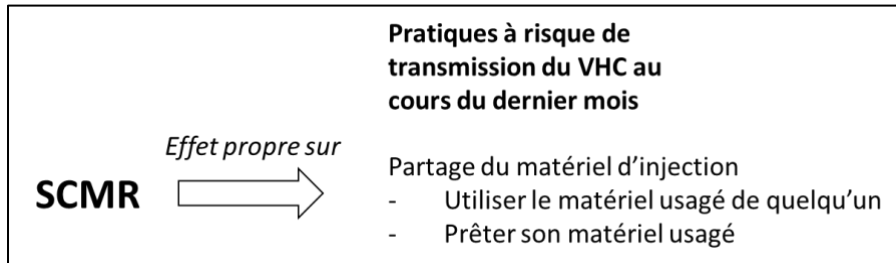 Pratiques à risque de
transmission du VHC au
cours du dernier mois
Effet propre sur
SCMR
Partage du matériel d'injection
- Utiliser le matériel usagé de quelqu'un
- Prêter son matériel usagé